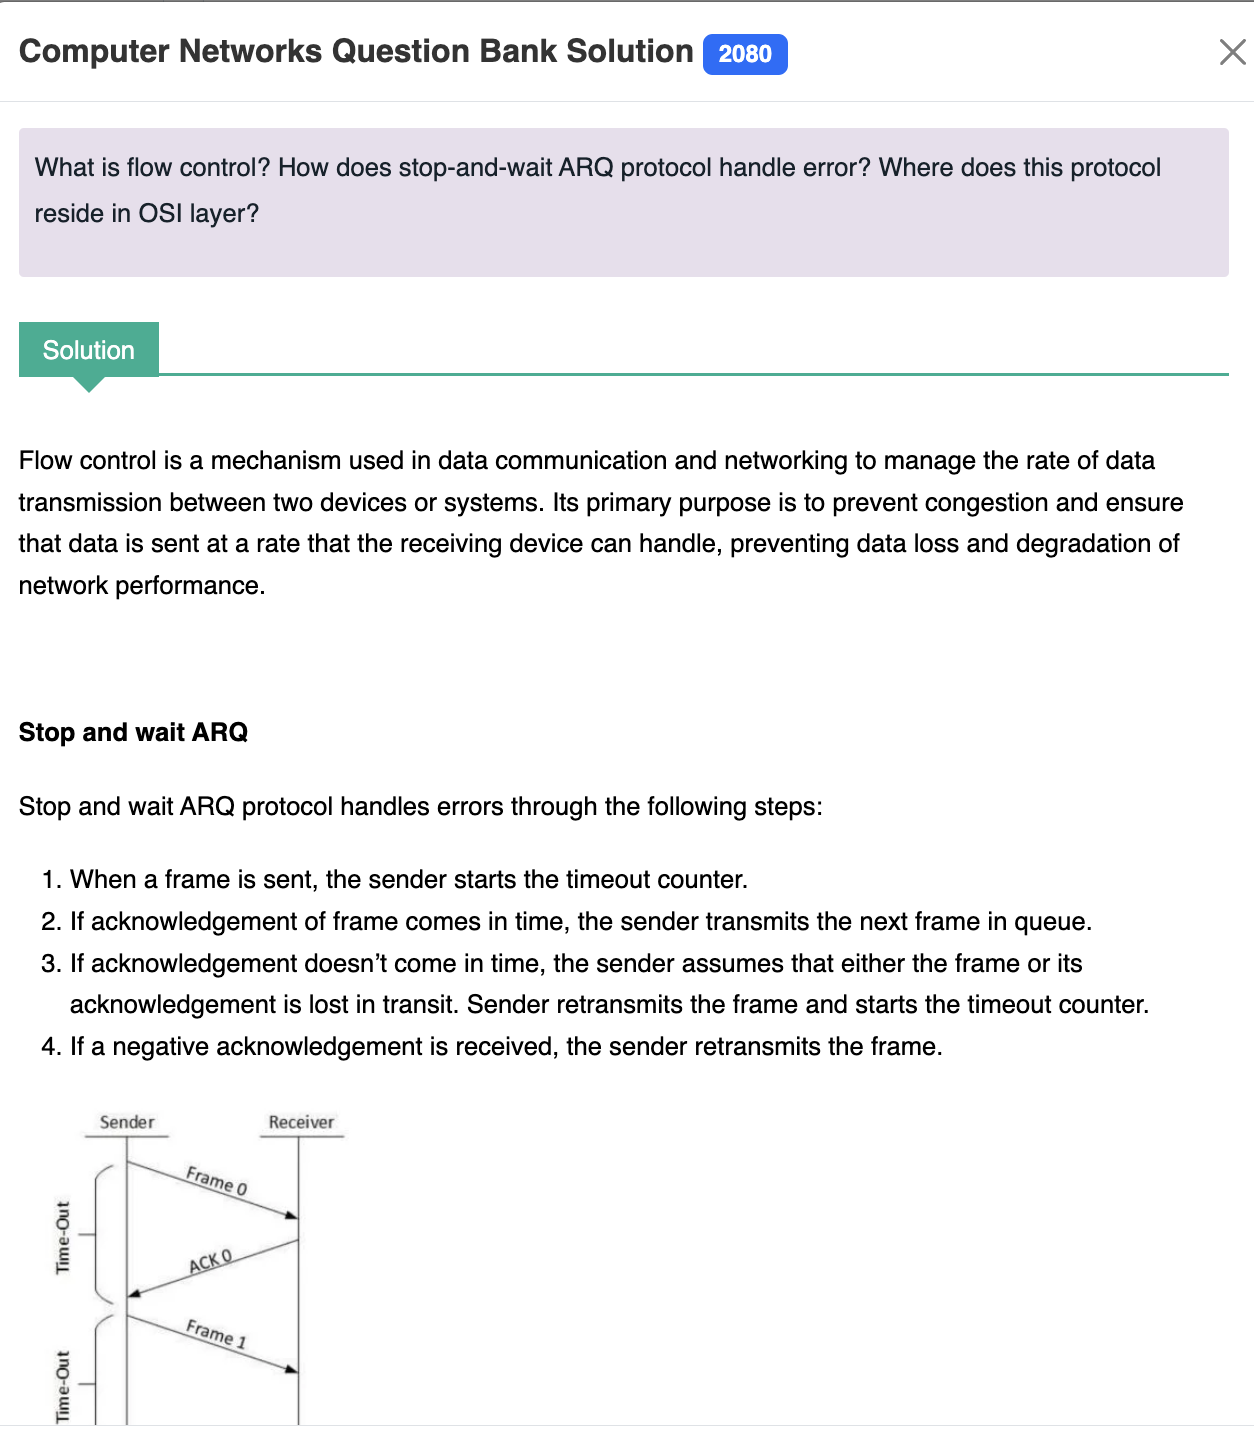 Computer Networks Question Bank Solution 2080
What is flow control? How does stop-and-wait ARQ protocol handle error? Where does this protocol
reside in OSI layer?
Solution
Flow control is a mechanism used in data communication and networking to manage the rate of data
transmission between two devices or systems. Its primary purpose is to prevent congestion and ensure
that data is sent at a rate that the receiving device can handle, preventing data loss and degradation of
network performance.
Stop and wait ARQ
Stop and wait ARQ protocol handles errors through the following steps:
1. When a frame is sent, the sender starts the timeout counter.
2. If acknowledgement of frame comes in time, the sender transmits the next frame in queue.
3. If acknowledgement doesn’t come in time, the sender assumes that either the frame or its
acknowledgement is lost in transit. Sender retransmits the frame and starts the timeout counter.
4. If a negative acknowledgement is received, the sender retransmits the frame.
Sender Receiver
Frame 0
Time-Out
ACK 0
Frame 1
Time-Out